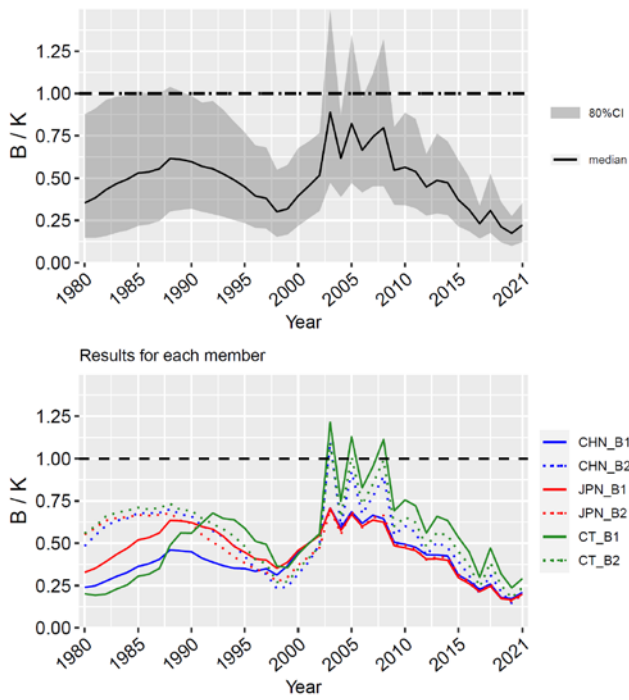 1.25
1.00
0.75
0.50
0.25
0.00
B / K
1980
1985
1990
1995
2000
2005
2010
2015
2021
Year
80%CI
median
Results for each member
1.25
1.00
0.75
0.50
0.25
0.00
B / K
1980
1985
1990
1995
2000
2005
2010
2015
2021
Year
CHN_B1
CHN_B2
JPN_B1
JPN_B2
CT_B1
CT_B2